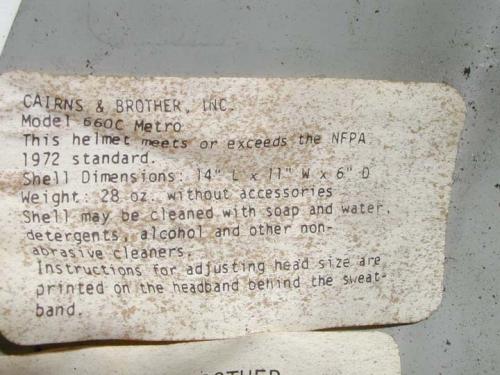 CAIRNS & BROTHER, INC.
Model 660C Metro
This helmet meets or exceeds the NFPA
1972 standard.
Shell Dimensions: 14" L x 11" W x 6" D
Weight: 28 oz. without accessories
Shell may be cleaned with soap and water,
detergents, alcohol and other non-
abrasive cleaners.
Instructions for adjusting head size are
printed on the headband behind the sweat-
band.
OTHER